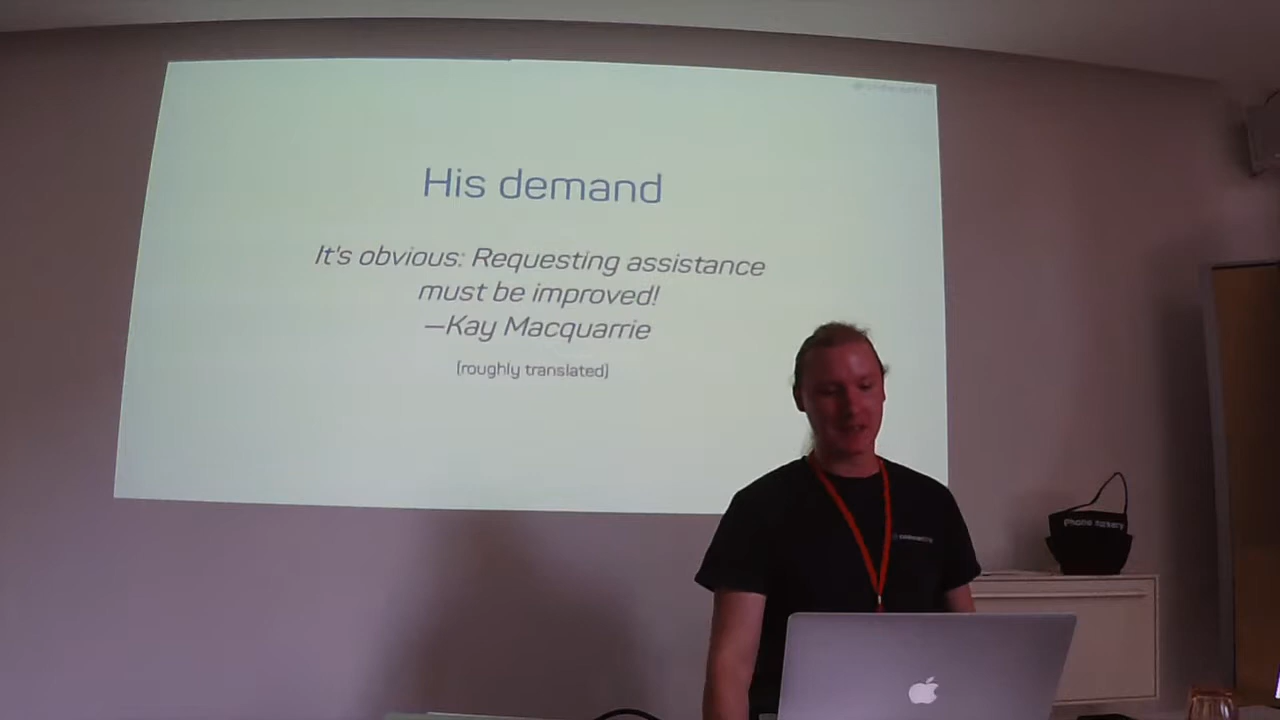 His demand
It's obvious: Requesting assistance
must be improved!
—Kay Macquarrie
(roughly translated)